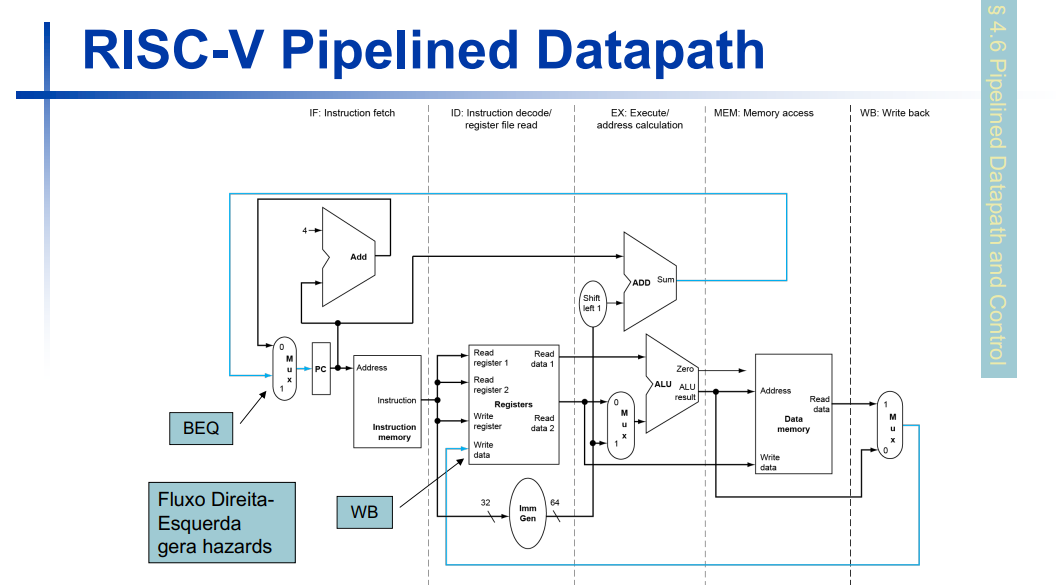 RISC-V Pipelined Datapath
§ 4.6 Pipelined Datapath and Control
IF: Instruction fetch
ID: Instruction decode/
register file read
EX: Execute/
address calculation
MEM: Memory access
WB: Write back
4
Add
Shift
left 1
ADD
Sum
0
M
u
x
1
PC
Address
Instruction
Instruction
memory
Read
register 1
Read
register 2
Registers
Write
register
Write
data
Read
data 1
Read
data 2
0
M
u
x
1
Zero
ALU
ALU
result
Address
Read
data
Data
memory
Write
data
1
M
u
x
0
32
Imm
Gen
64
BEQ
WB
Fluxo Direita-
Esquerda
gera hazards